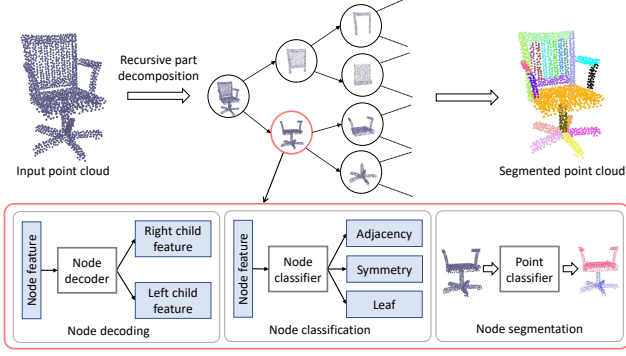 Recursive part
decomposition
Input point cloud
Segmented point cloud
Node feature
Node
decoder
Right child
feature
Left child
feature
Node decoding
Node feature
Node
classifier
Adjacency
Symmetry
Leaf
Node classification
Point
classifier
Node segmentation